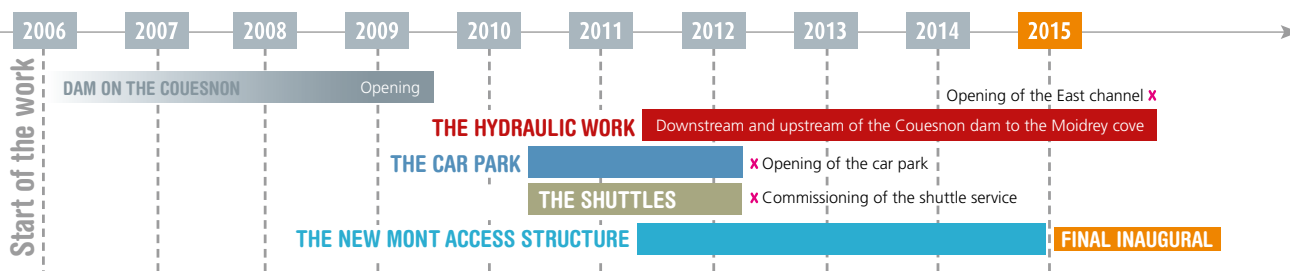 2006 2007 2008 2009 2010 2011 2012 2013 2014 2015
Start of the work
DAM ON THE COUESNON Opening
Opening of the East channel x
THE HYDRAULIC WORK Downstream and upstream of the Couesnon dam to the Moidrey cove
THE CAR PARK x Opening of the car park
THE SHUTTLES x Commissioning of the shuttle service
THE NEW MONT ACCESS STRUCTURE FINAL INAUGURAL